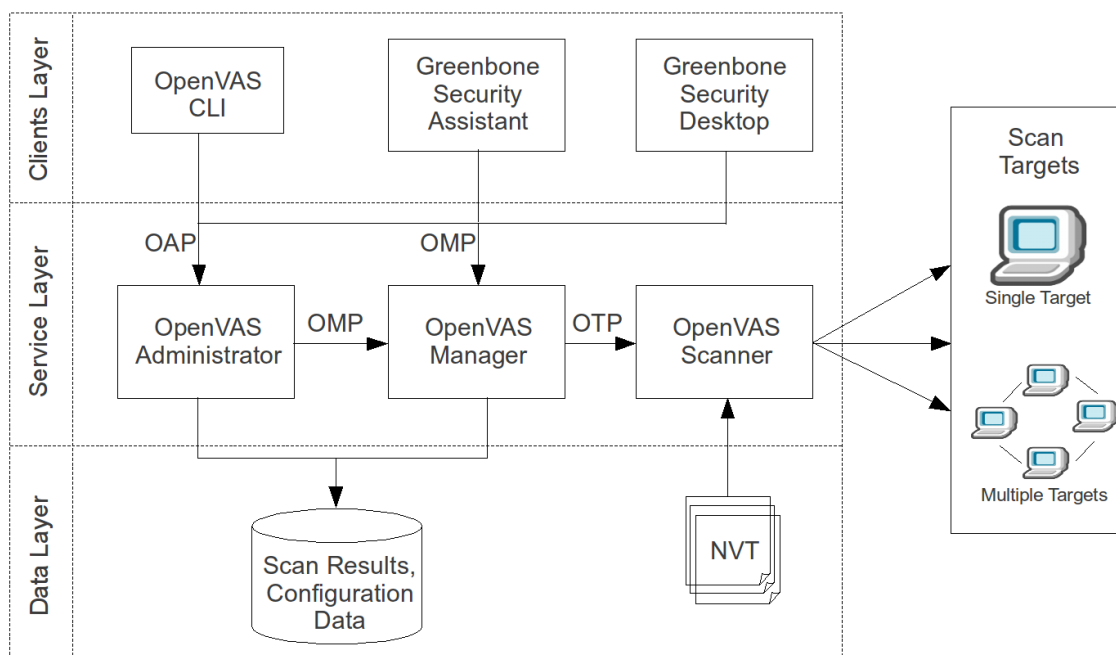 Clients Layer
OpenVAS
CLI
Greenbone
Security
Assistant
Greenbone
Security
Desktop
Service Layer
OAP
OMP
OpenVAS
Administrator
OMP
OpenVAS
Manager
OTP
OpenVAS
Scanner
Data Layer
Scan Results,
Configuration
Data
NVT
Scan
Targets
Single Target
Multiple Targets